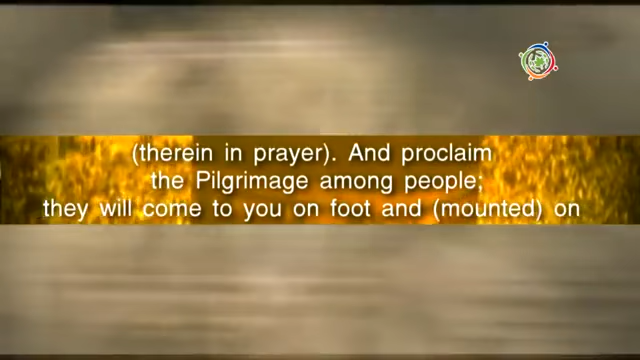 (therein in prayer). And proclaim
the Pilgrimage among people;
they will come to you on foot and (mounted) on